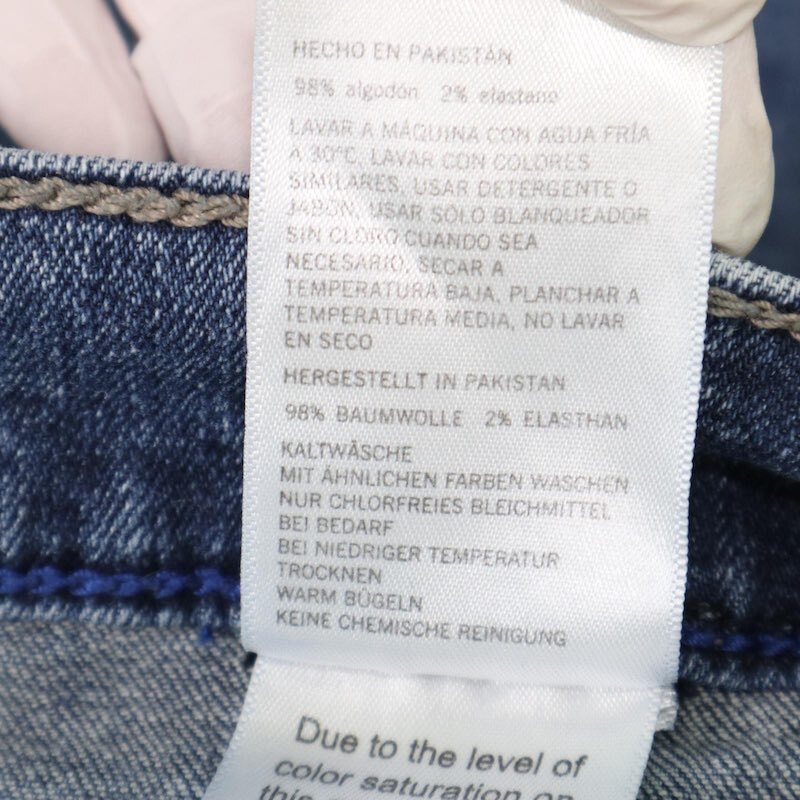 HECHO EN PAKISTÁN
98% algodón 2% elastano
LAVAR A MÁQUINA CON AGUA FRÍA
A 30°C, LAVAR CON COLORES
SIMILARES, USAR DETERGENTE O
JABÓN, USAR SOLO BLANQUEADOR
SIN CLORO CUANDO SEA
NECESARIO, SECAR A
TEMPERATURA BAJA, PLANCHAR A
TEMPERATURA MEDIA, NO LAVAR
EN SECO
HERGESTELLT IN PAKISTAN
98% BAUMWOLLE 2% ELASTHAN
KALTWÄSCHE
MIT ÄHNLICHEN FARBEN WASCHEN
NUR CHLORFREIES BLEICHMITTEL
BEI BEDARF
BEI NIEDRIGER TEMPERATUR
TROCKNEN
WARM BÜGELN
KEINE CHEMISCHE REINIGUNG
Due to the level of
color saturation on
this